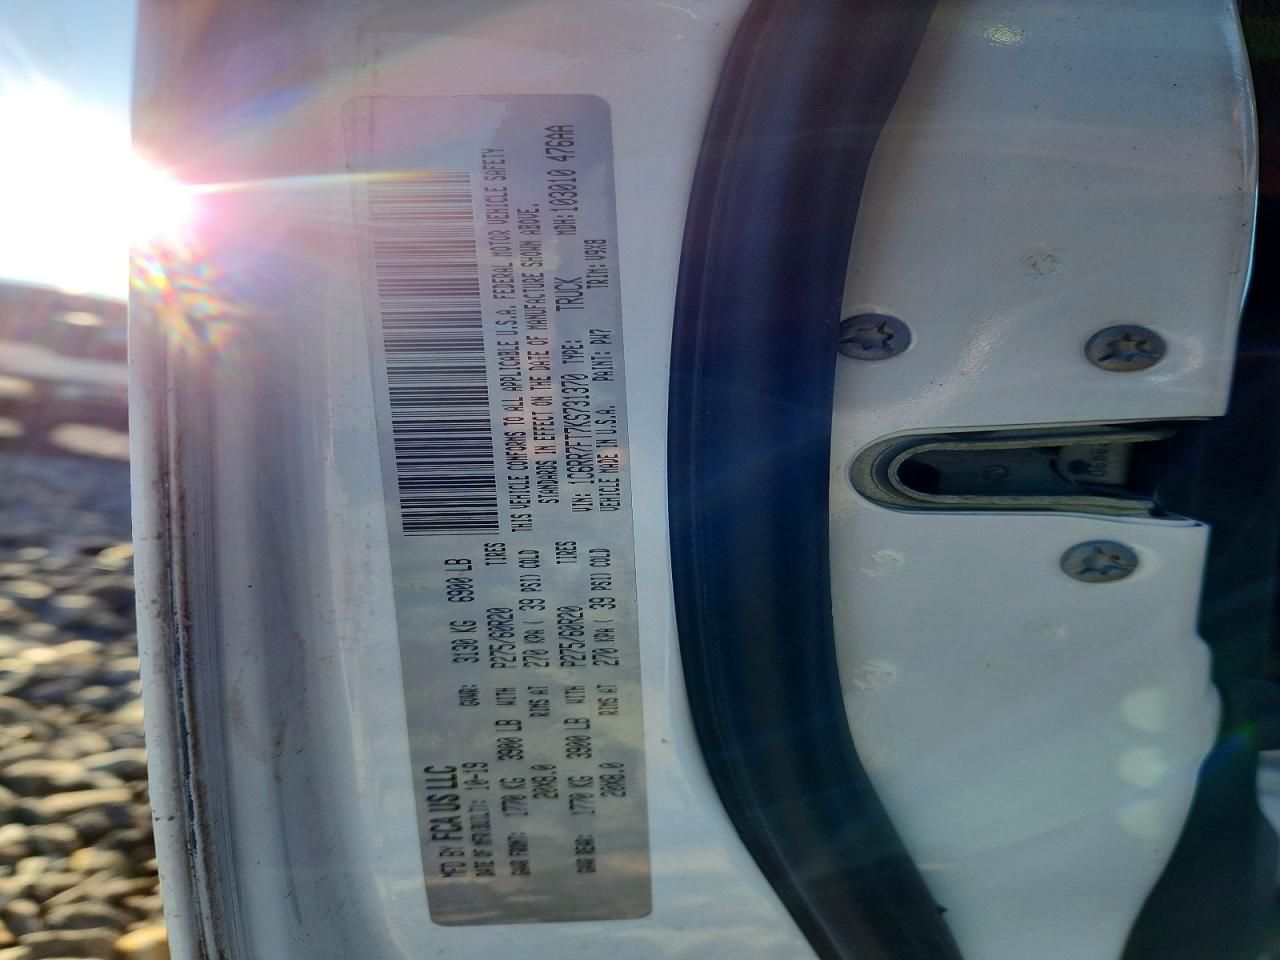 MFD BY FCA US LLC
DATE OF MFR/BUILT: 10-19 GVWR: 3130 KG 6900 LB
GAWR FRONT: 1770 KG 3900 LB WITH P275/60R20 TIRES
20X8.0 RIMS AT 270 KPA ( 39 PSI) COLD
GAWR REAR: 1770 KG 3900 LB WITH P275/60R20 TIRES
20X8.0 RIMS AT 270 KPA ( 39 PSI) COLD
THIS VEHICLE CONFORMS TO ALL APPLICABLE U.S.A. FEDERAL MOTOR VEHICLE SAFETY
STANDARDS IN EFFECT ON THE DATE OF MANUFACTURE SHOWN ABOVE.
VIN: 1C6RR7FT7KS731370 TYPE: TRUCK MDH:103010 476AA
VEHICLE MADE IN U.S.A. PAINT: PW7 TRIM: V9X8